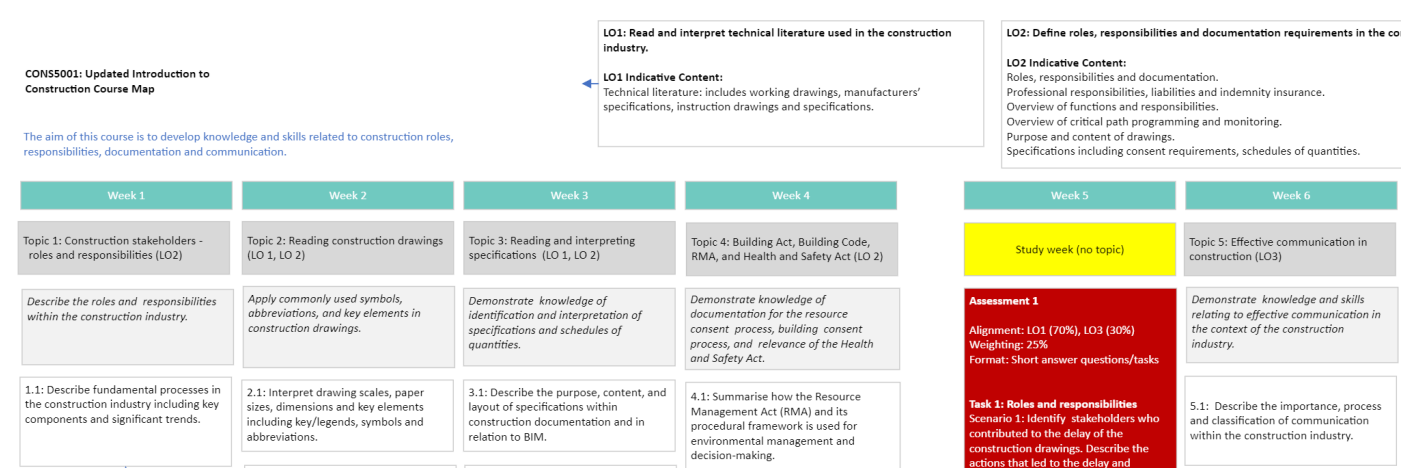 LO1: Read and interpret technical literature used in the construction
industry.
LO1 Indicative Content:
Technical literature: includes working drawings, manufacturers'
specifications, instruction drawings and specifications.
LO2: Define roles, responsibilities and documentation requirements in the
LO2 Indicative Content:
Roles, responsibilities and documentation.
Professional responsibilities, liabilities and indemnity insurance.
Overview of functions and responsibilities.
Overview of critical path programming and monitoring.
Purpose and content of drawings.
Specifications including consent requirements, schedules of quantities.
CONS5001: Updated Introduction to
Construction Course Map
The aim of this course is to develop knowledge and skills related to construction roles,
responsibilities, documentation and communication.
Week 1
Topic 1: Construction stakeholders -
roles and responsibilities (LO2)
Describe the roles and responsibilities
within the construction industry.
1.1: Describe fundamental processes in
the construction industry including key
components and significant trends.
Week 2
Topic 2: Reading construction drawings
(LO 1, LO 2)
Apply commonly used symbols,
abbreviations, and key elements in
construction drawings.
2.1: Interpret drawing scales, paper
sizes, dimensions and key elements
including key/legends, symbols and
abbreviations.
Week 3
Topic 3: Reading and interpreting
specifications (LO 1, LO 2)
Demonstrate knowledge of
identification and interpretation of
specifications and schedules of
quantities.
3.1: Describe the purpose, content, and
layout of specifications within
construction documentation and in
relation to BIM.
Week 4
Topic 4: Building Act, Building Code,
RMA, and Health and Safety Act (LO 2)
Demonstrate knowledge of
documentation for the resource
consent process, building consent
process, and relevance of the Health
and Safety Act.
4.1: Summarise how the Resource
Management Act (RMA) and its
procedural framework is used for
environmental management and
decision-making.
Week 5
Study week (no topic)
Assessment 1
Alignment: LO1 (70%), LO3 (30%)
Weighting: 25%
Format: Short answer questions/tasks
Task 1: Roles and responsibilities
Scenario 1: Identify stakeholders who
contributed to the delay of the
construction drawings. Describe the
actions that led to the delay and
Week 6
Topic 5: Effective communication in
construction (LO3)
Demonstrate knowledge and skills
relating to effective communication in
the context of the construction
industry.
5.1: Describe the importance, process
and classification of communication
within the construction industry.